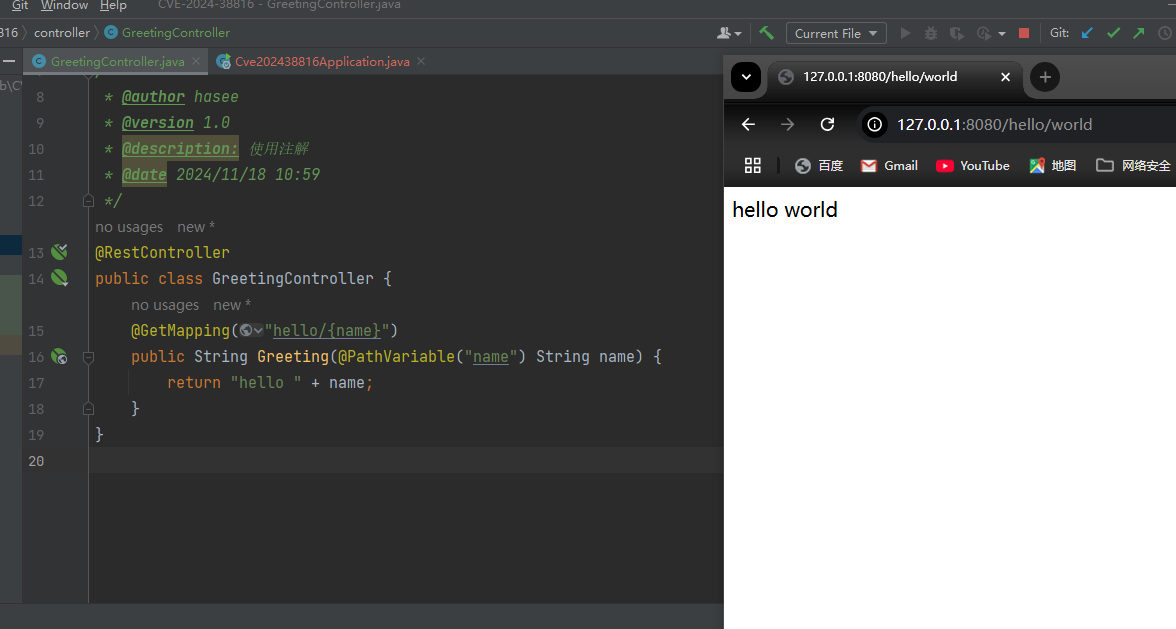 Git Window Help CVE-2024-38816 - GreetingController.java
816 controller GreetingController Current File Git:
GreetingController.java Cve202438816Application.java
8 * @author hasee
9 * @version 1.0
10 * @description: 使用注解
11 * @date 2024/11/18 10:59
12 */
no usages new *
13 @RestController
14 public class GreetingController {
no usages new *
15 @GetMapping("hello/{name}")
16 public String Greeting(@PathVariable("name") String name) {
17 return "hello " + name;
18 }
19 }
20
127.0.0.1:8080/hello/world
127.0.0.1:8080/hello/world
百度 Gmail YouTube 地图 网络安全
hello world